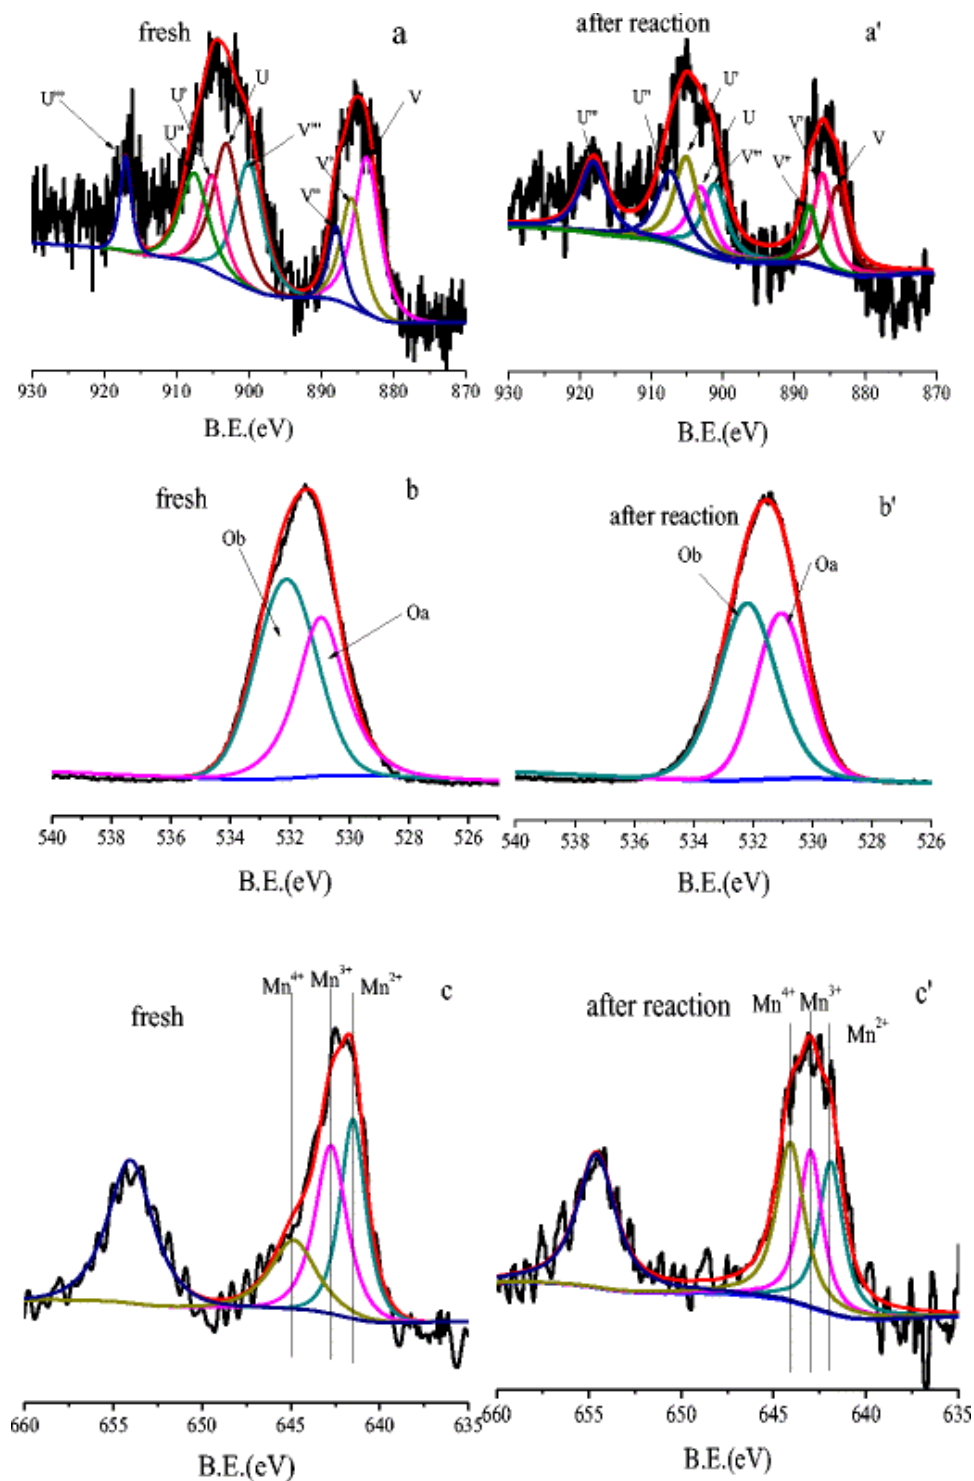 fresh
a
U'''
U'
U''
U
V'''
V'
V''
V
930 920 910 900 890 880 870
B.E.(eV)
after reaction
a'
U'''
U''
U'
U
V'''
V'
V''
V
930 920 910 900 890 880 870
B.E.(eV)
fresh
b
Ob
Oa
540 538 536 534 532 530 528 526
B.E.(eV)
after reaction
b'
Ob
Oa
540 538 536 534 532 530 528 526
B.E.(eV)
Mn4+ Mn3+ Mn2+
fresh
c
660 655 650 645 640 635
B.E.(eV)
after reaction
Mn4+ Mn3+
Mn2+
c'
660 655 650 645 640 635
B.E.(eV)